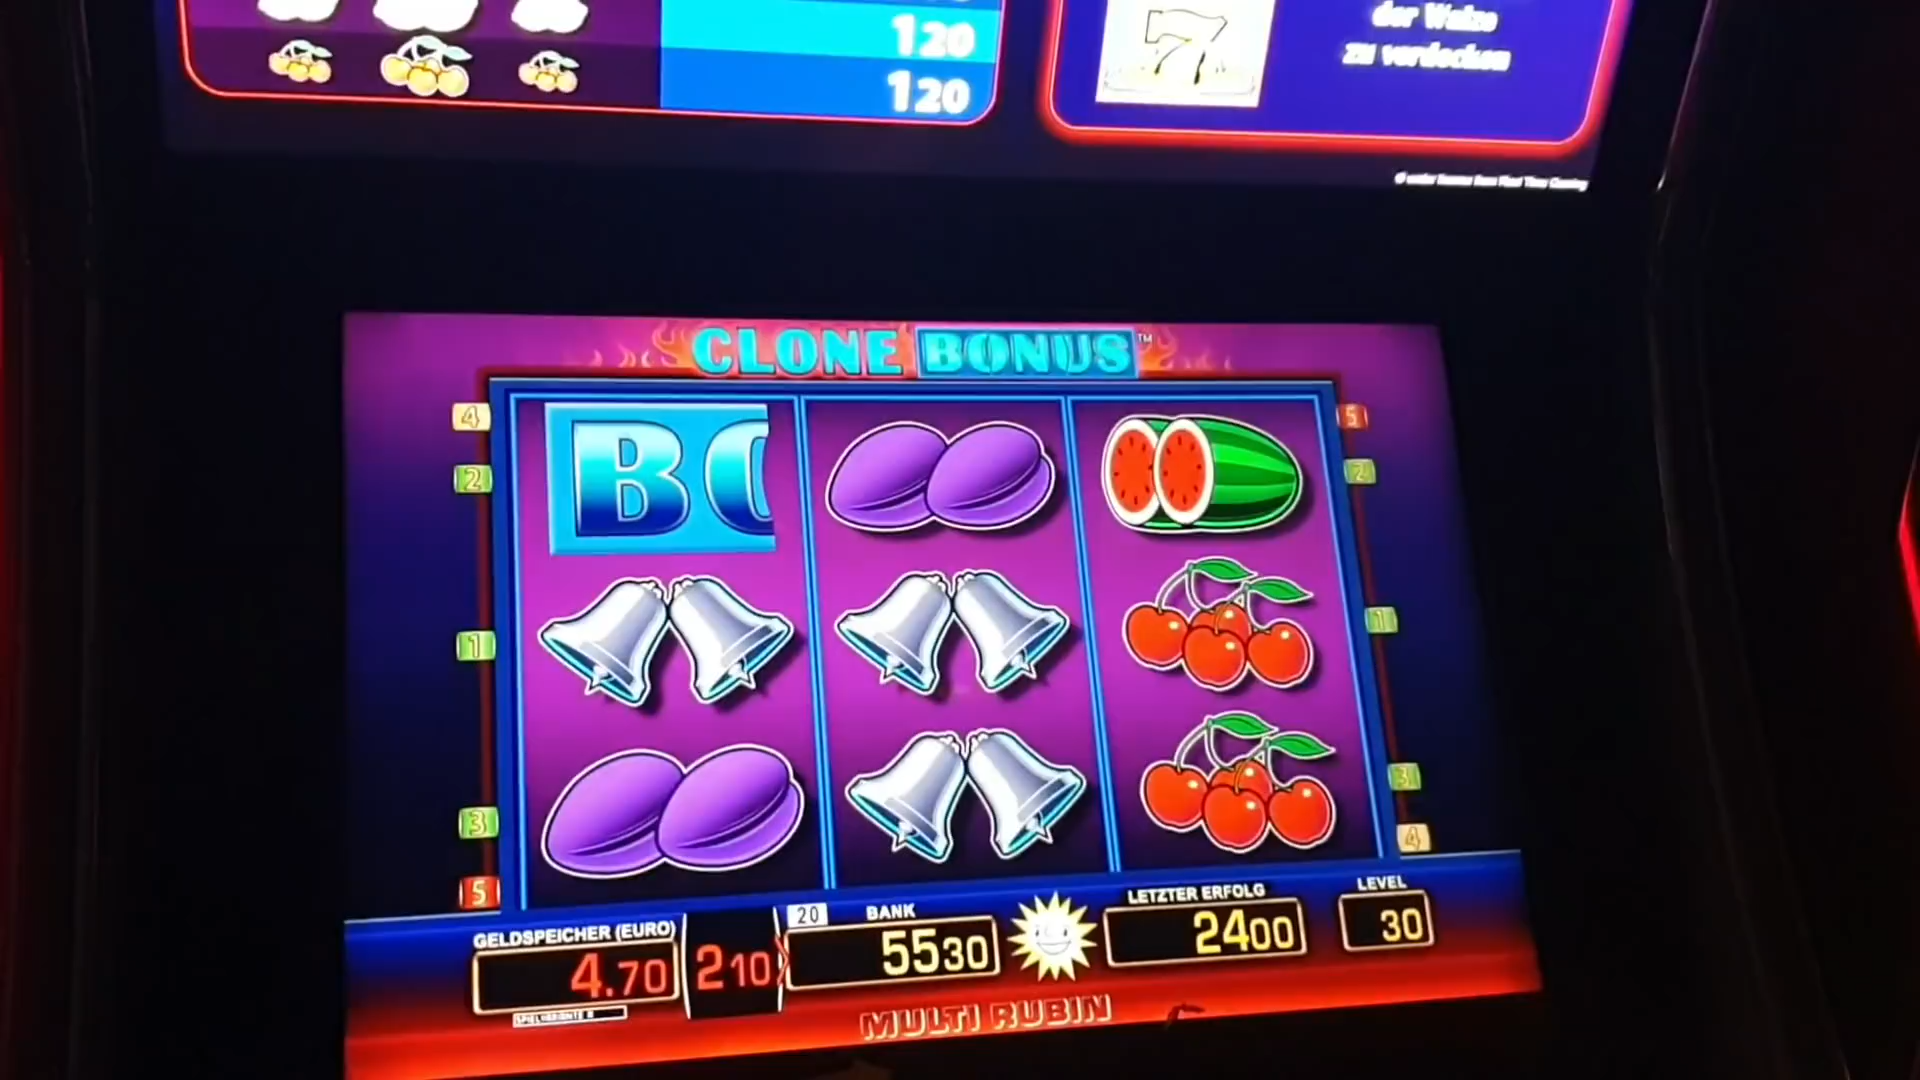 120
120
7
der Walze
zu verdecken
CLONE BONUS™
4
5
2
2
BO
1
1
3
3
4
5
GELDSPEICHER (EURO)
4.70
210
20
BANK
5530
LETZTER ERFOLG
2400
LEVEL
30
MULTI RUBIN